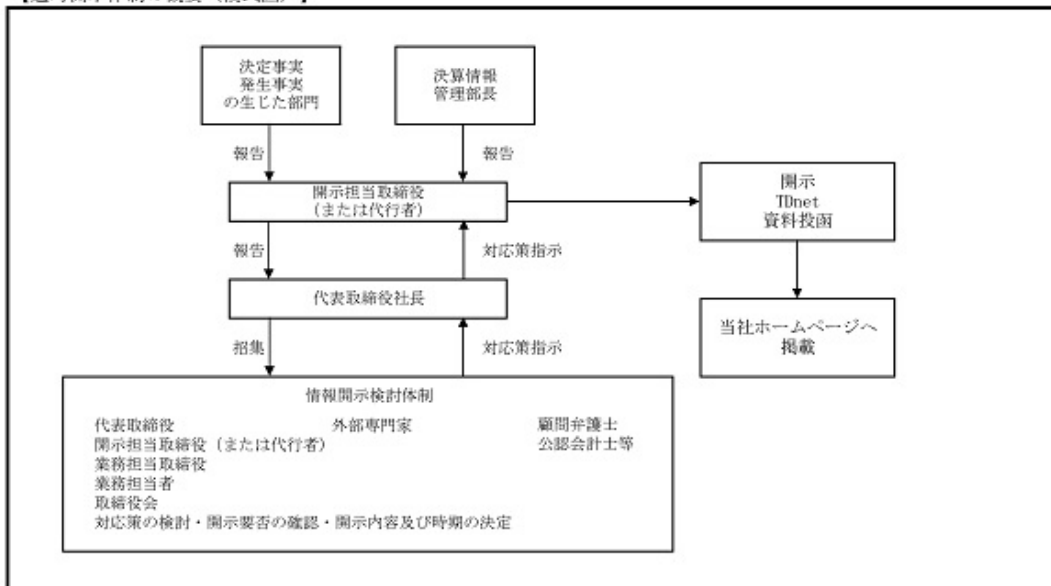 決定事実
発生事実
の生じた部門
決算情報
管理部長
報告
報告
開示担当取締役
(または代行者)
開示
TDnet
資料投函
報告
対応策指示
代表取締役社長
当社ホームページへ
掲載
招集
対応策指示
情報開示検討体制
代表取締役 外部専門家 顧問弁護士
開示担当取締役(または代行者) 公認会計士等
業務担当取締役
業務担当者
取締役会
対応策の検討・開示要否の確認・開示内容及び時期の決定